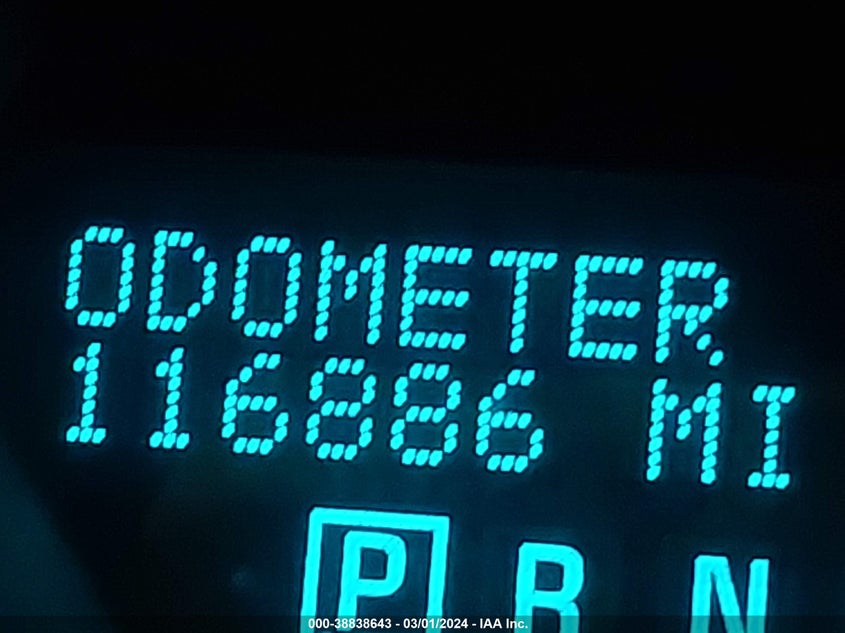 ODOMETER
116886 MI
P R N
000-38838643 - 03/01/2024 - IAA Inc.